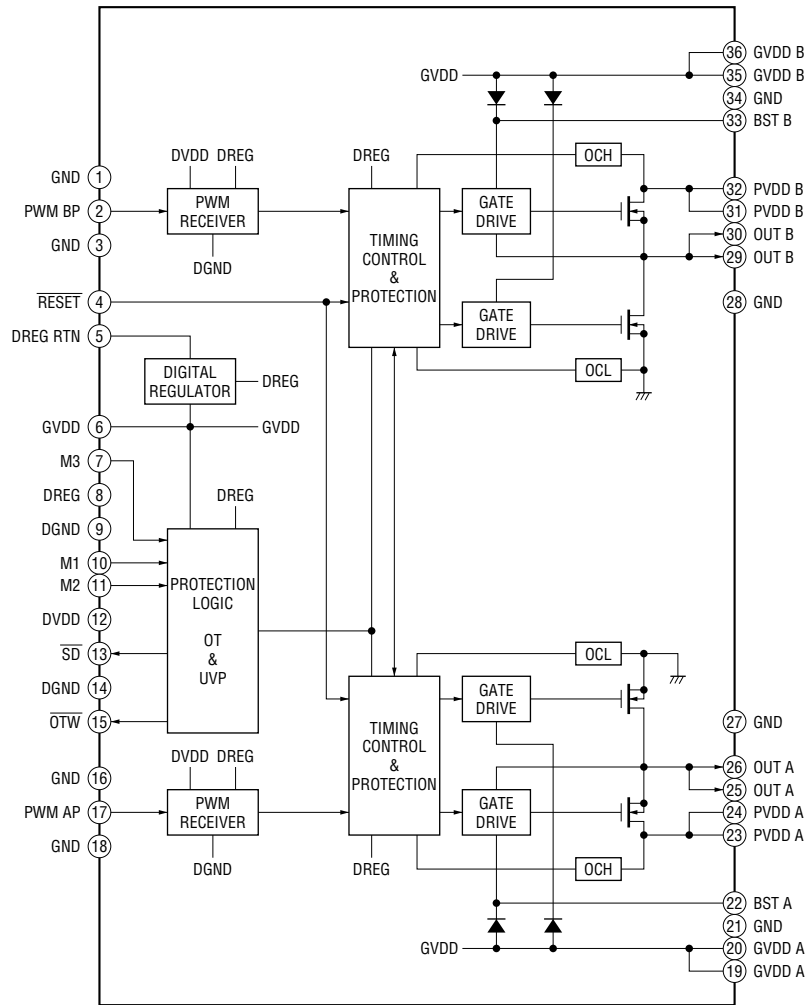 36 GVDD B
GVDD 35 GVDD B
34 GND
33 BST B
GND 1 DVDD DREG DREG OCH
32 PVDD B
PWM BP 2 PWM RECEIVER GATE DRIVE 31 PVDD B
30 OUT B
GND 3 DGND TIMING CONTROL & PROTECTION 29 OUT B
RESET 4 GATE DRIVE 28 GND
DREG RTN 5
DIGITAL REGULATOR DREG OCL
GVDD 6 GVDD
M3 7
DREG 8 DREG
DGND 9
M1 10
M2 11 PROTECTION LOGIC OT & UVP
DVDD 12
SD 13 OCL
DGND 14
OTW 15 TIMING CONTROL & PROTECTION GATE DRIVE 27 GND
DVDD DREG
GND 16 26 OUT A
25 OUT A
PWM AP 17 PWM RECEIVER GATE DRIVE 24 PVDD A
GND 18 23 PVDD A
DGND DREG OCH
22 BST A
21 GND
GVDD 20 GVDD A
19 GVDD A